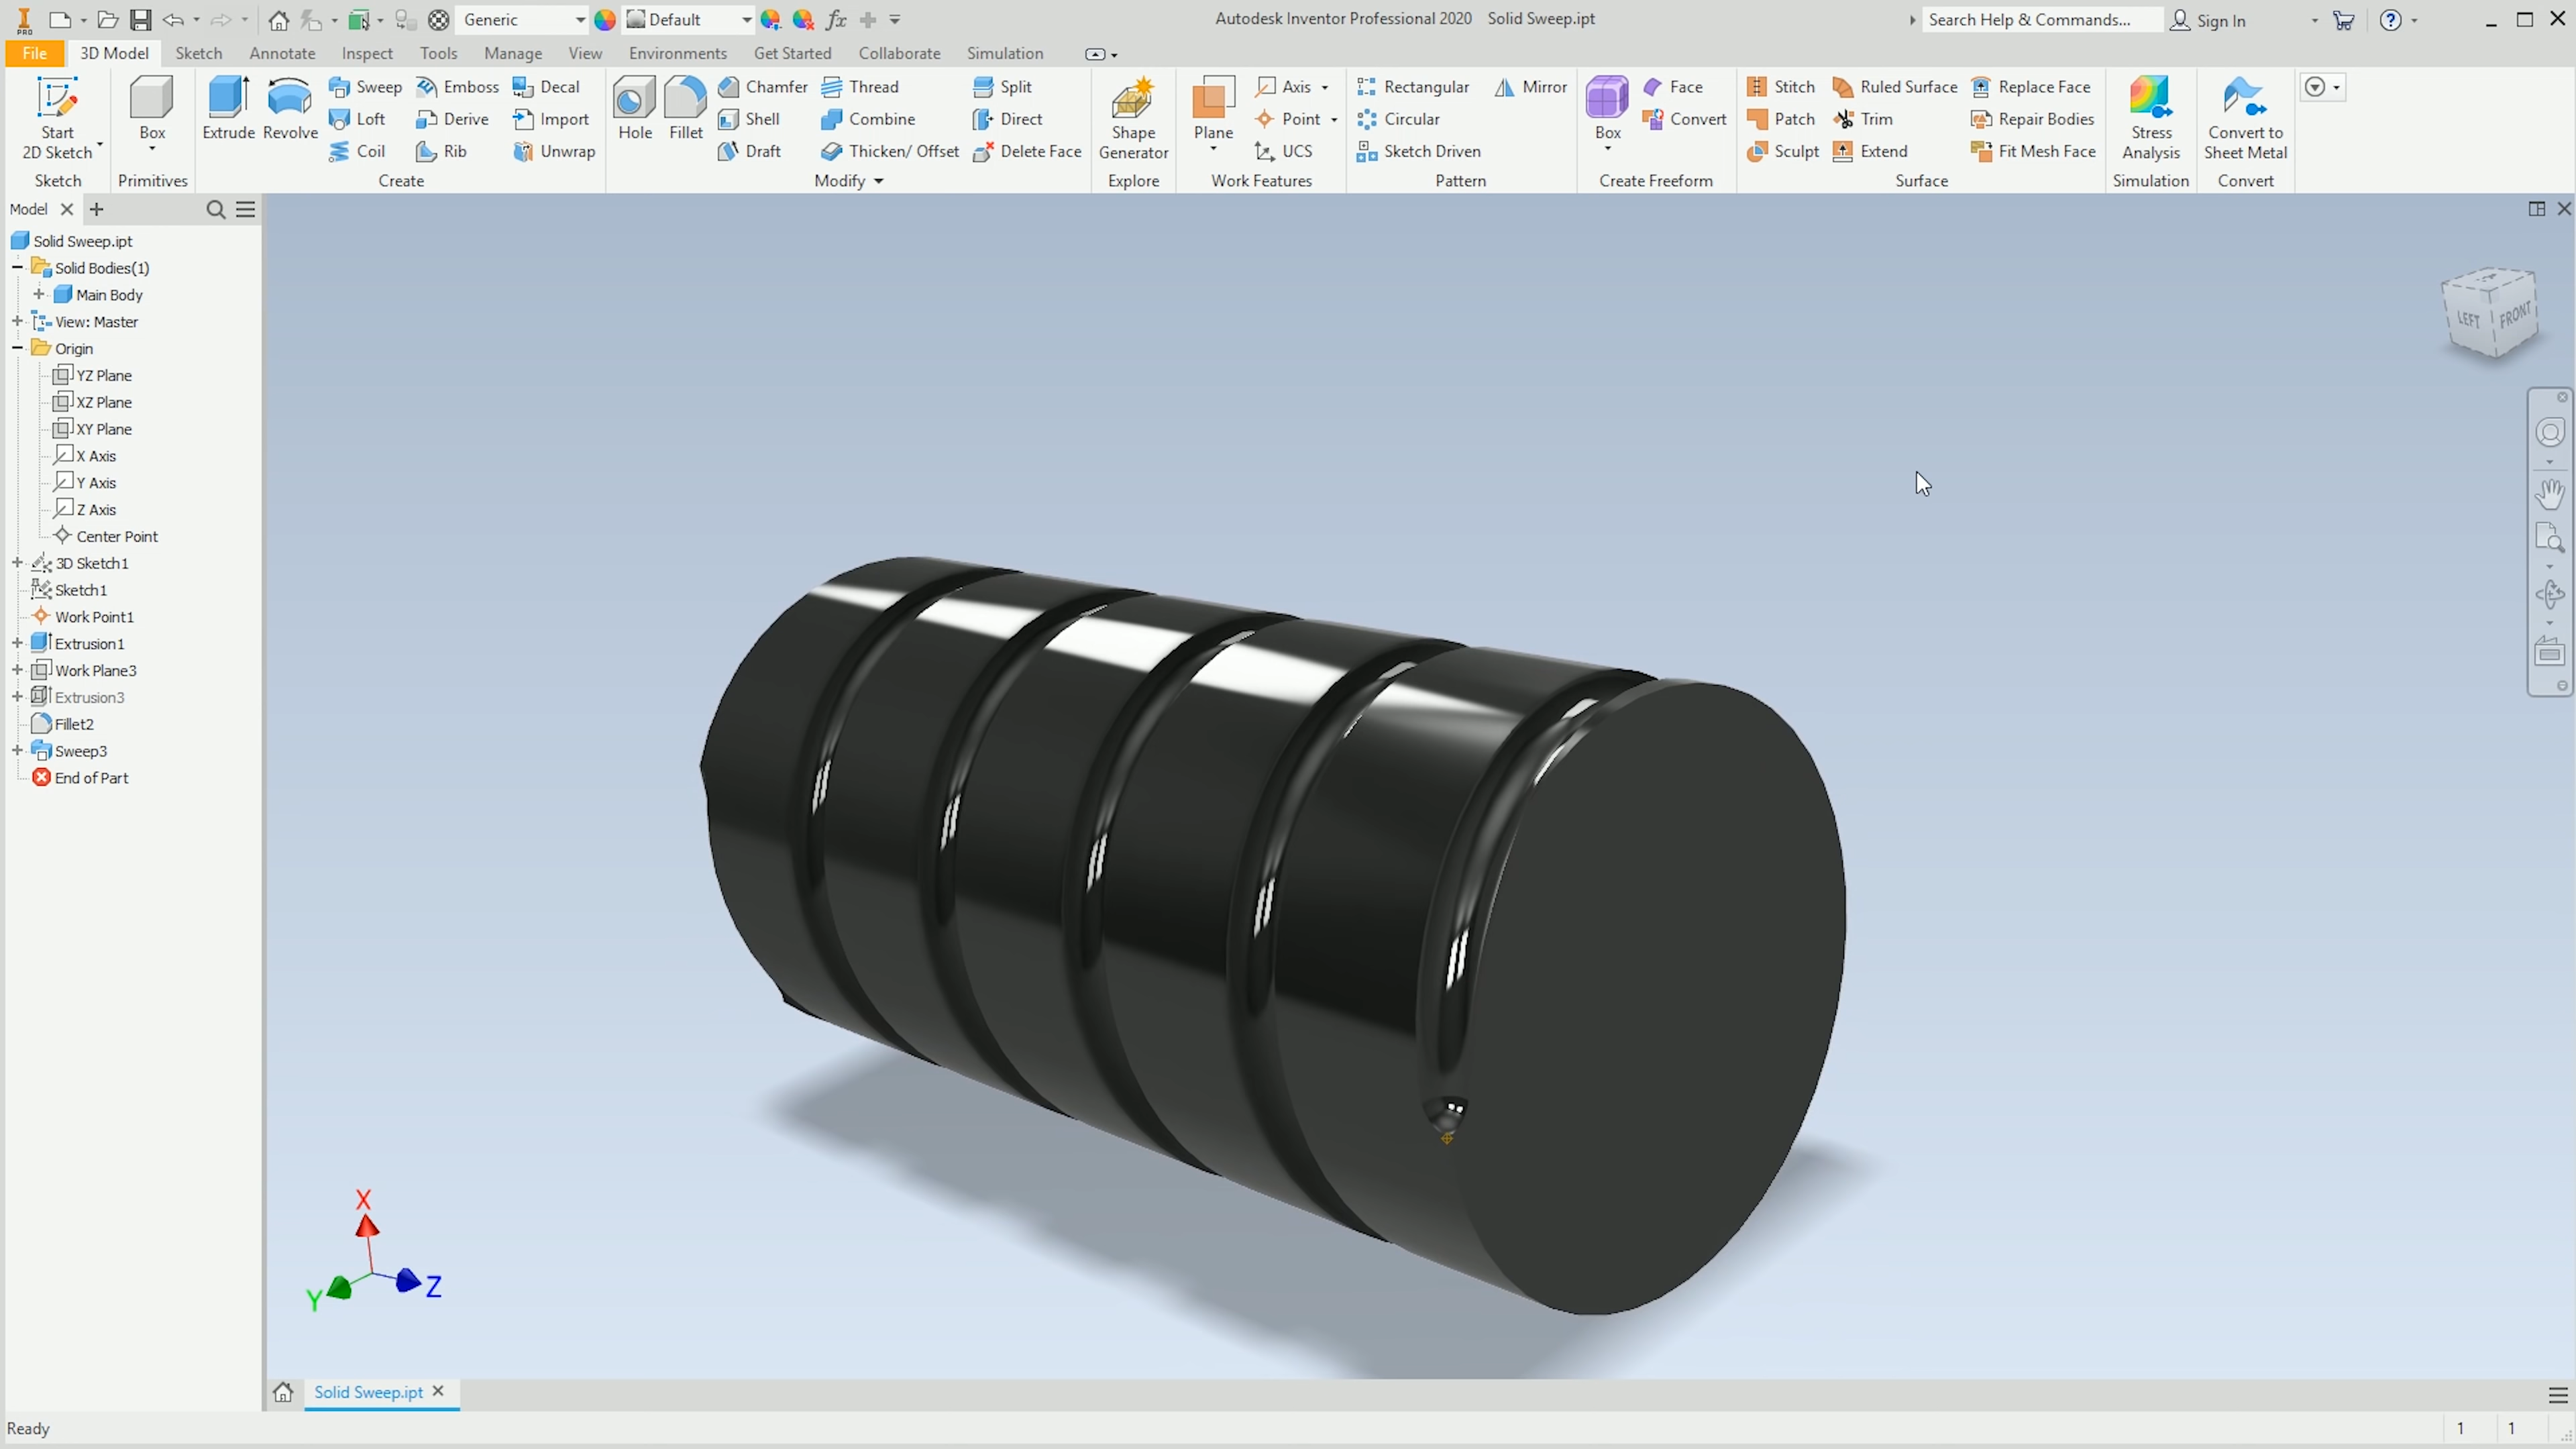 PRO
Generic
Default
fx
Autodesk Inventor Professional 2020 Solid Sweep.ipt
Search Help & Commands...
Sign In
File 3D Model Sketch Annotate Inspect Tools Manage View Environments Get Started Collaborate Simulation
Start
2D Sketch
Sketch
Box
Primitives
Extrude
Revolve
Sweep Emboss Decal
Loft Derive Import
Coil Rib Unwrap
Create
Hole
Fillet
Chamfer Thread Split
Shell Combine Direct
Draft Thicken/ Offset Delete Face
Modify
Shape
Generator
Explore
Plane
Axis
Point
UCS
Work Features
Rectangular Mirror
Circular
Sketch Driven
Pattern
Box
Face
Convert
Create Freeform
Stitch Ruled Surface Replace Face
Patch Trim Repair Bodies
Sculpt Extend Fit Mesh Face
Surface
Stress
Analysis
Simulation
Convert to
Sheet Metal
Convert
Model
Solid Sweep.ipt
Solid Bodies(1)
Main Body
View: Master
Origin
YZ Plane
XZ Plane
XY Plane
X Axis
Y Axis
Z Axis
Center Point
3D Sketch1
Sketch1
Work Point1
Extrusion1
Work Plane3
Extrusion3
Fillet2
Sweep3
End of Part
LEFT FRONT
X
Y
Z
Solid Sweep.ipt
Ready
1 1